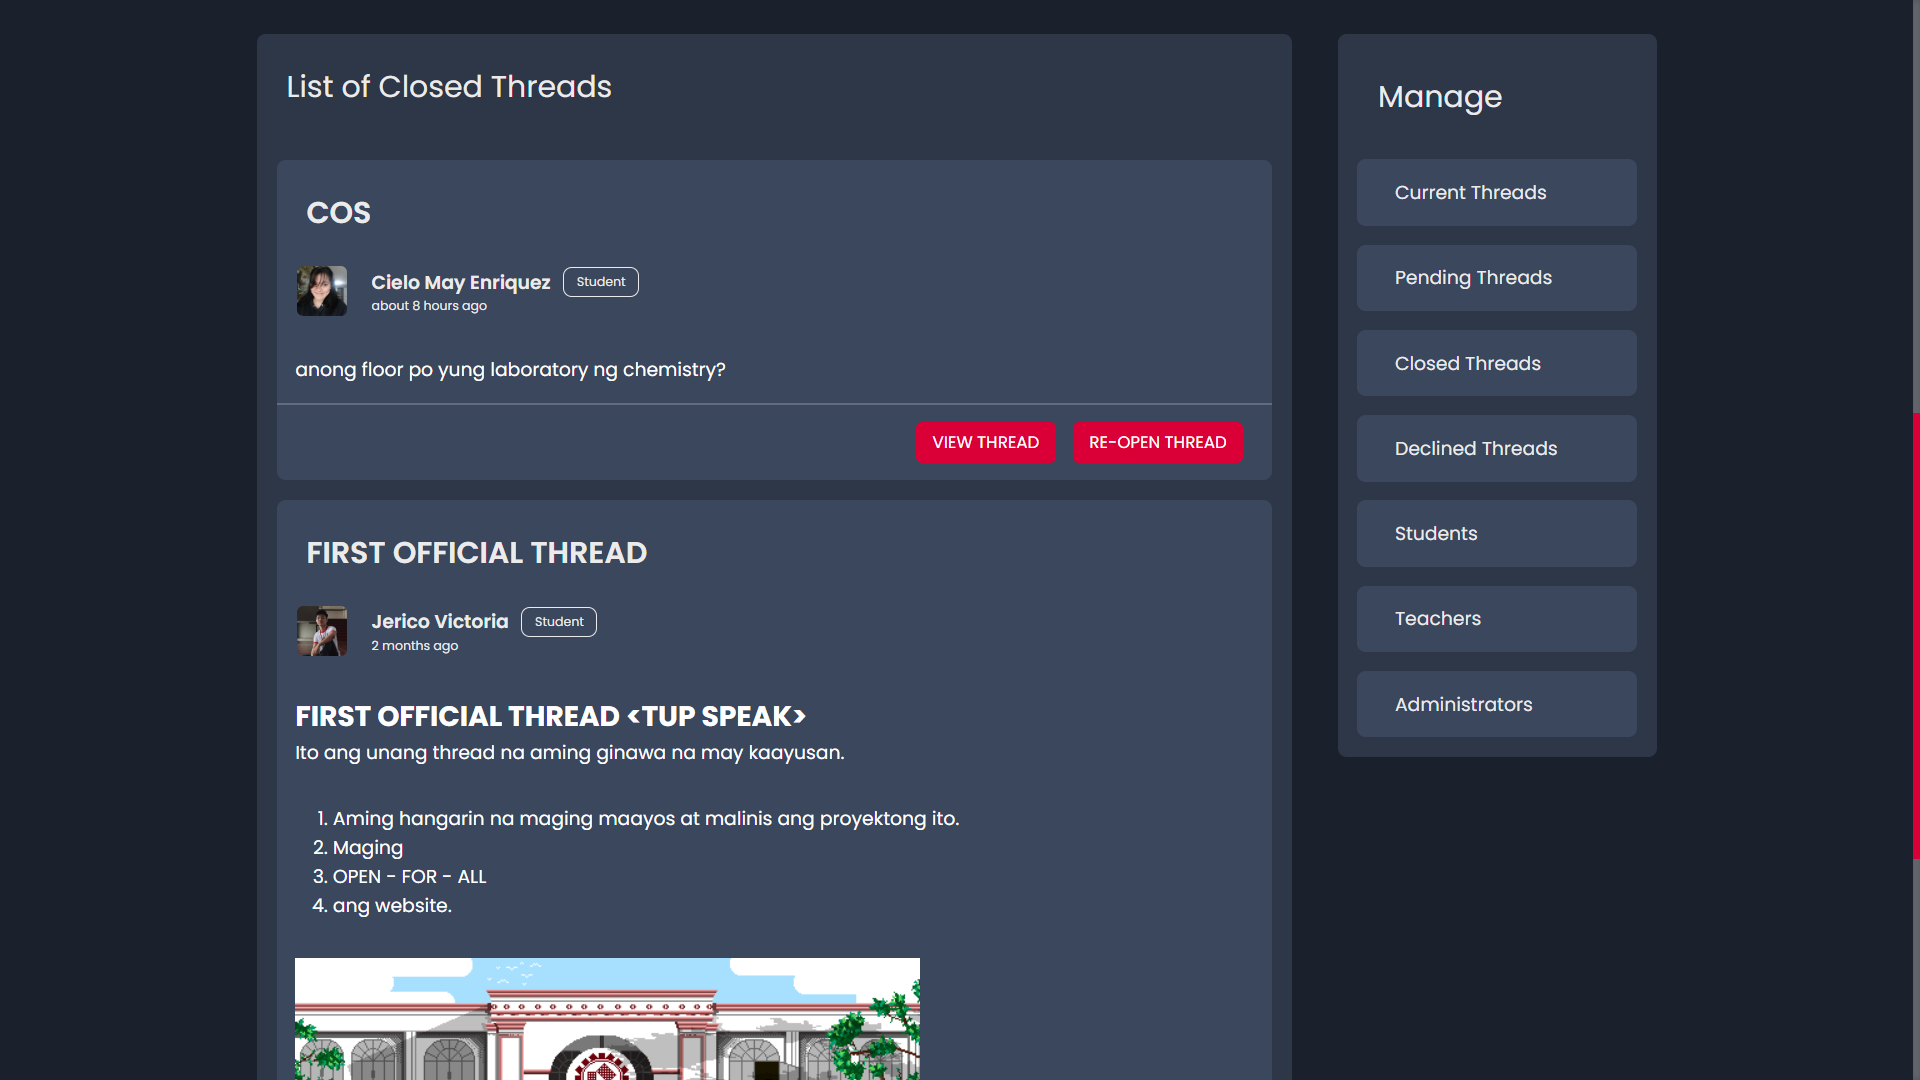 List of Closed Threads
COS
Cielo May Enriquez
Student
about 8 hours ago
anong floor po yung laboratory ng chemistry?
VIEW THREAD
RE-OPEN THREAD
FIRST OFFICIAL THREAD
Jerico Victoria
Student
2 months ago
FIRST OFFICIAL THREAD <TUP SPEAK>
Ito ang unang thread na aming ginawa na may kaayusan.
1. Aming hangarin na maging maayos at malinis ang proyektong ito.
2. Maging
3. OPEN - FOR - ALL
4. ang website.
Manage
Current Threads
Pending Threads
Closed Threads
Declined Threads
Students
Teachers
Administrators